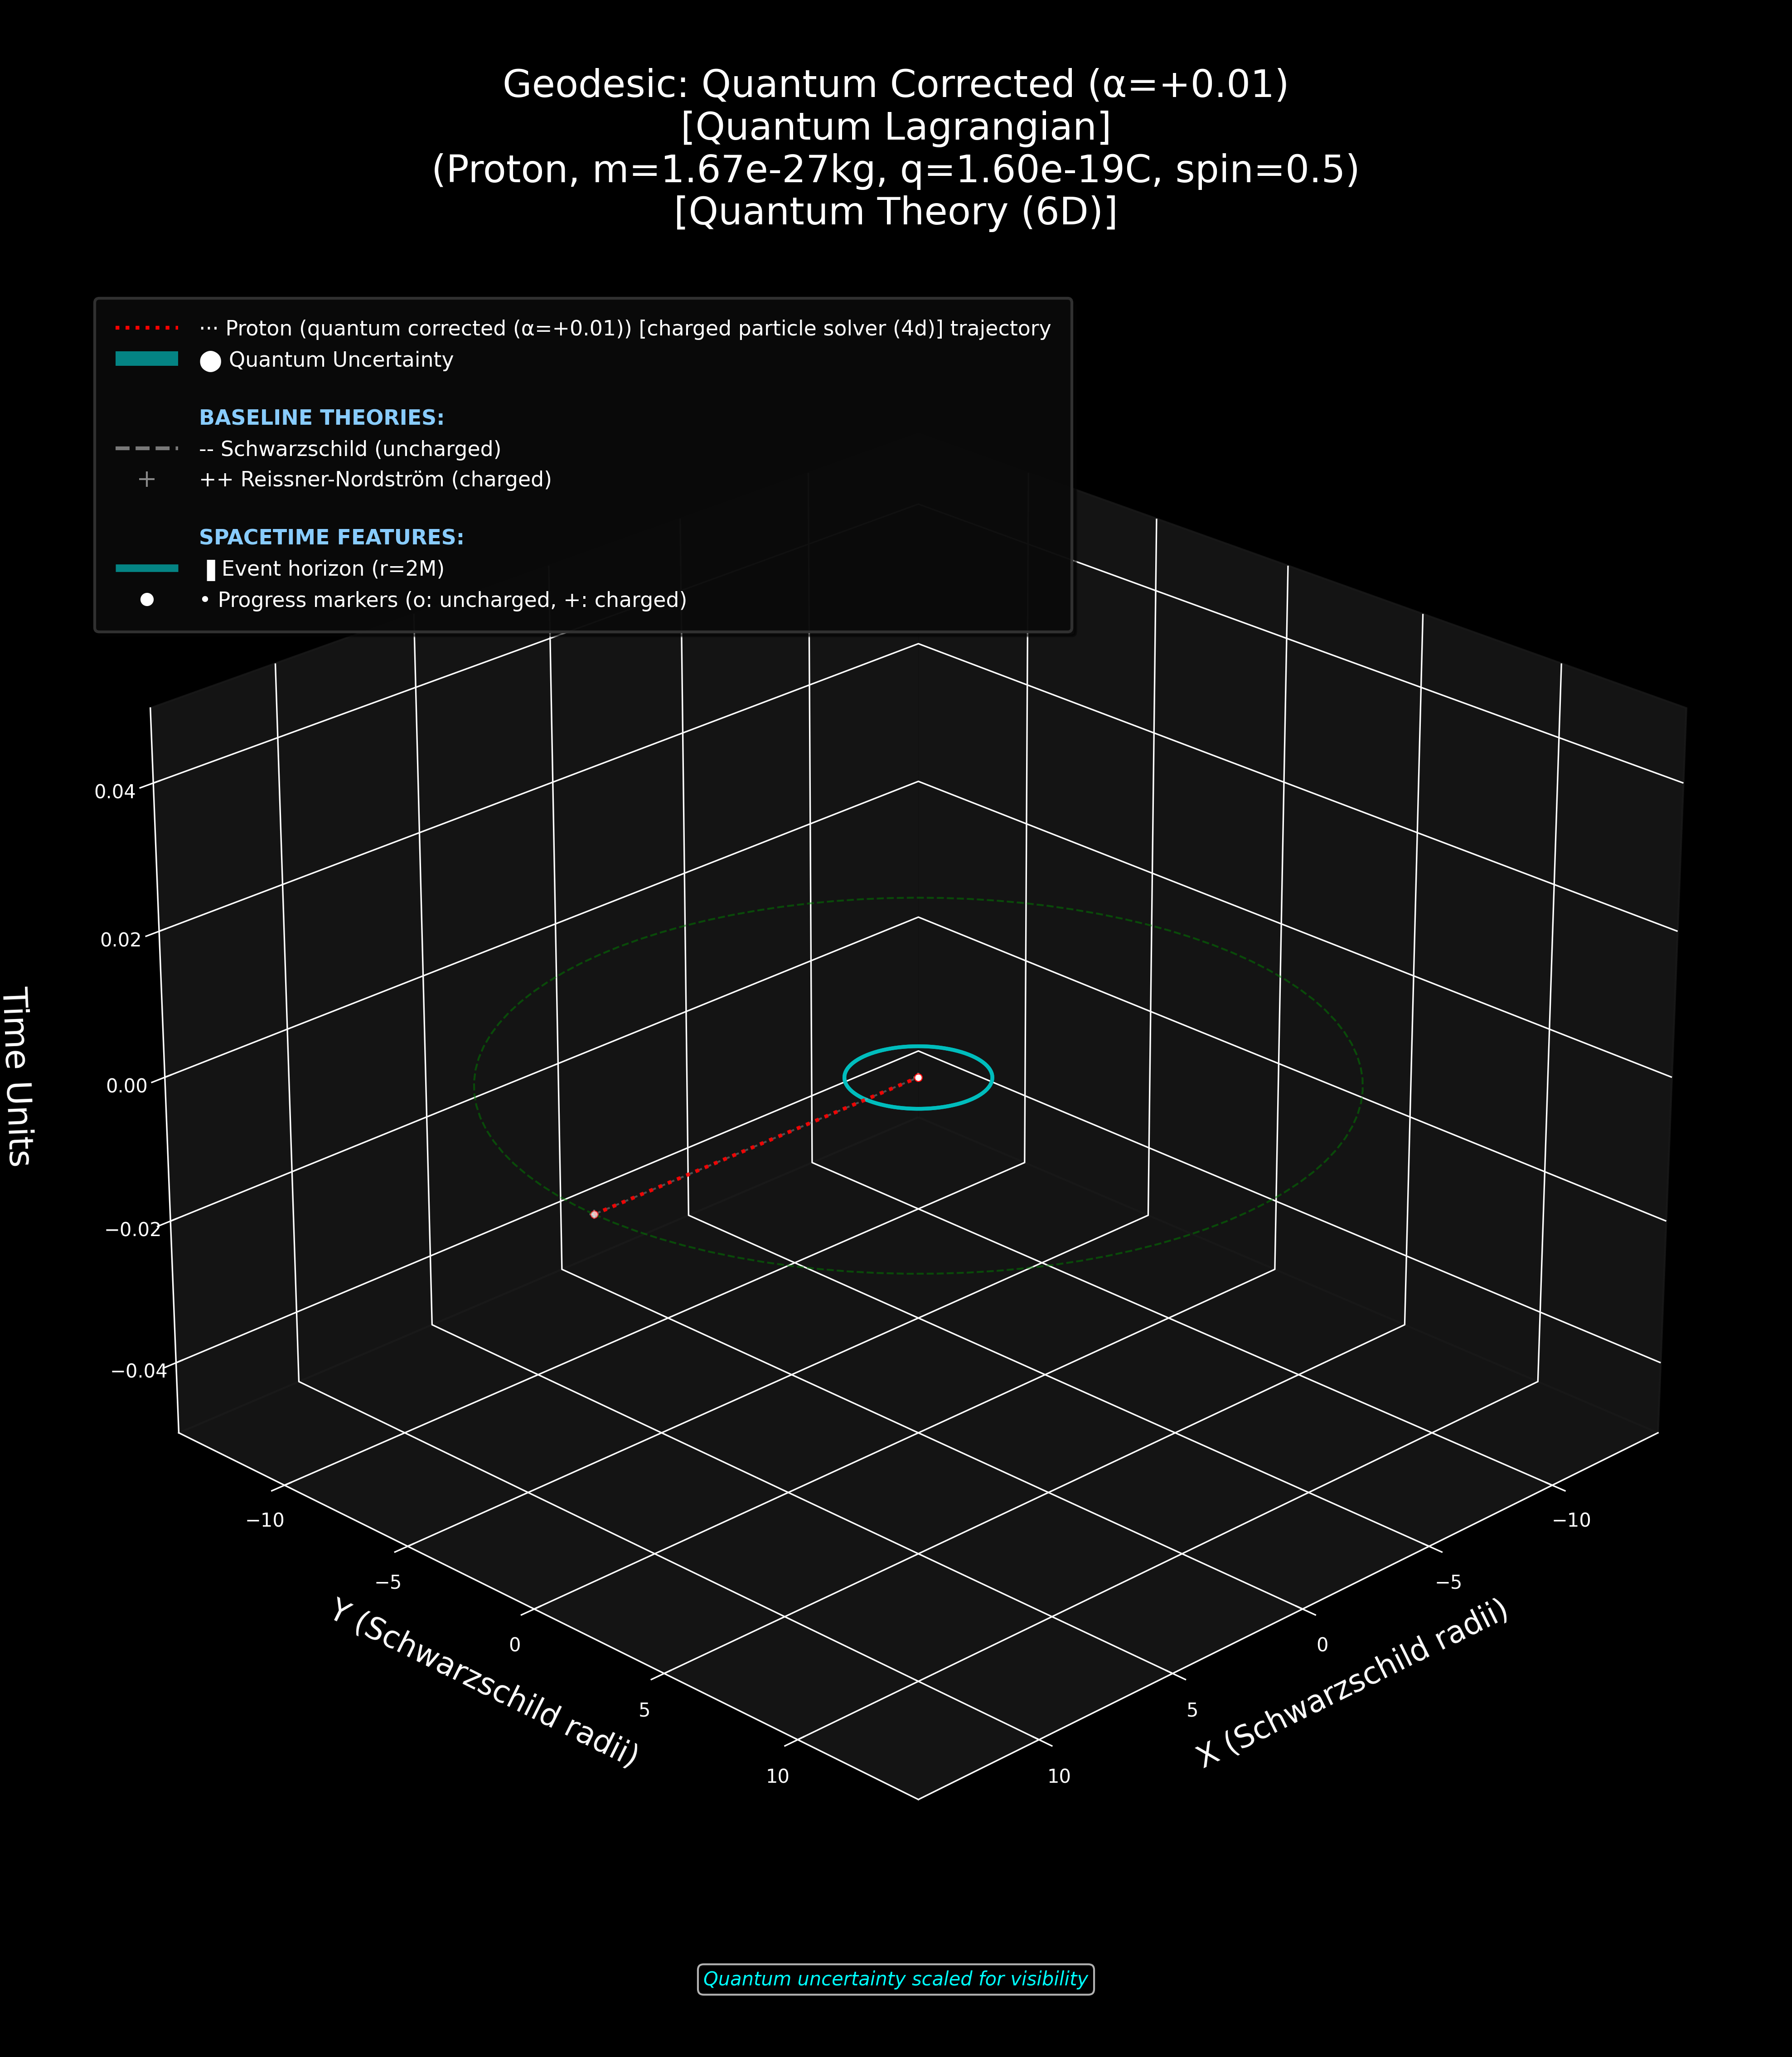 Geodesic: Quantum Corrected (α=+0.01)
[Quantum Lagrangian]
(Proton, m=1.67e-27kg, q=1.60e-19C, spin=0.5)
[Quantum Theory (6D)]
··· Proton (quantum corrected (α=+0.01)) [charged particle solver (4d)] trajectory
⬤ Quantum Uncertainty
BASELINE THEORIES:
-- Schwarzschild (uncharged)
++ Reissner-Nordström (charged)
SPACETIME FEATURES:
▐ Event horizon (r=2M)
• Progress markers (o: uncharged, +: charged)
0.04
0.02
0.00
−0.02
−0.04
Time Units
−10
−5
0
5
10
Y (Schwarzschild radii)
−10
−5
0
5
10
X (Schwarzschild radii)
Quantum uncertainty scaled for visibility